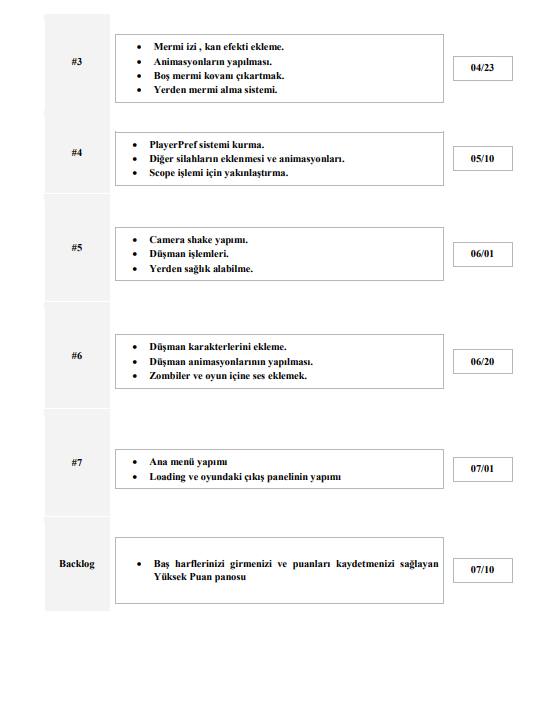 #3
• Mermi izi , kan efekti ekleme.
• Animasyonların yapılması.
• Boş mermi kovanı çıkartmak.
• Yerden mermi alma sistemi.
04/23
#4
• PlayerPref sistemi kurma.
• Diğer silahların eklenmesi ve animasyonları.
• Scope işlemi için yakınlaştırma.
05/10
#5
• Camera shake yapımı.
• Düşman işlemleri.
• Yerden sağlık alabilme.
06/01
#6
• Düşman karakterlerini ekleme.
• Düşman animasyonlarının yapılması.
• Zombiler ve oyun içine ses eklemek.
06/20
#7
• Ana menü yapımı
• Loading ve oyundaki çıkış panelinin yapımı
07/01
Backlog
• Baş harflerinizi girmenizi ve puanları kaydetmenizi sağlayan
Yüksek Puan panosu
07/10